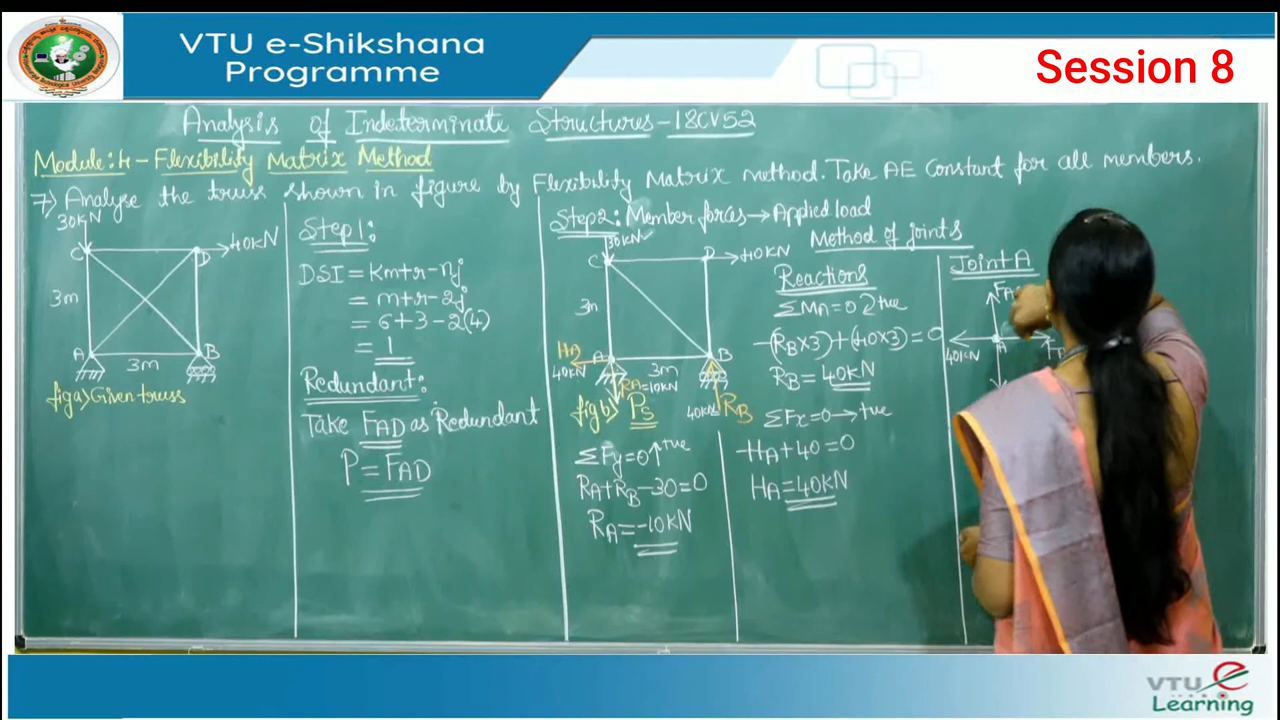 VTU e-Shikshana
Programme
Session 8
Analysis of Indeterminate Structures-18CV52
Module:4-Flexibility Matrix Method
7) Analyse the truss shown in figure by Flexibility Matrix method. Take AE Constant for all members.
30kN
C
D
40kN
3m
A
3m
B
fig a) Given truss
Step 1:
DSI = km+r-nj
= m+r-2j
= 6+3-2(4)
= 1
Redundant:
Take FAD as Redundant
P=FAD
Step 2: Member forces→Applied load
30kN
C
D
40kN
3m
HA
40kN
A
3m
B
RA=10kN
fig b)
Ps
40kN
RB
ΣFy=0↑+ve
RA+RB-30=0
RA=-10kN
Method of joints
Reactions
ΣMA=0 +ve
-(RB×3)+(40×3)=0
RB=40kN
ΣFx=0→+ve
-HA+40=0
HA=40kN
Joint A
40kN
A
VTU e
Learning